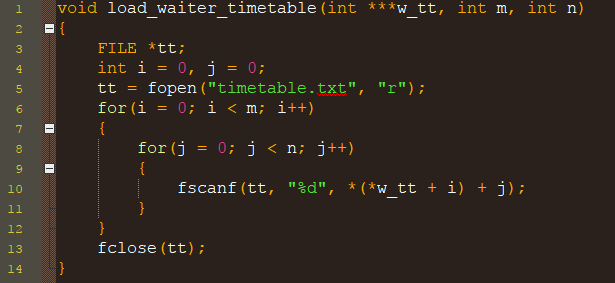 1 void load_waiter_timetable(int ***w_tt, int m, int n)
2 {
3     FILE *tt;
4     int i = 0, j = 0;
5     tt = fopen("timetable.txt", "r");
6     for(i = 0; i < m; i++)
7     {
8         for(j = 0; j < n; j++)
9         {
10             fscanf(tt, "%d", *(*w_tt + i) + j);
11         }
12     }
13     fclose(tt);
14 }